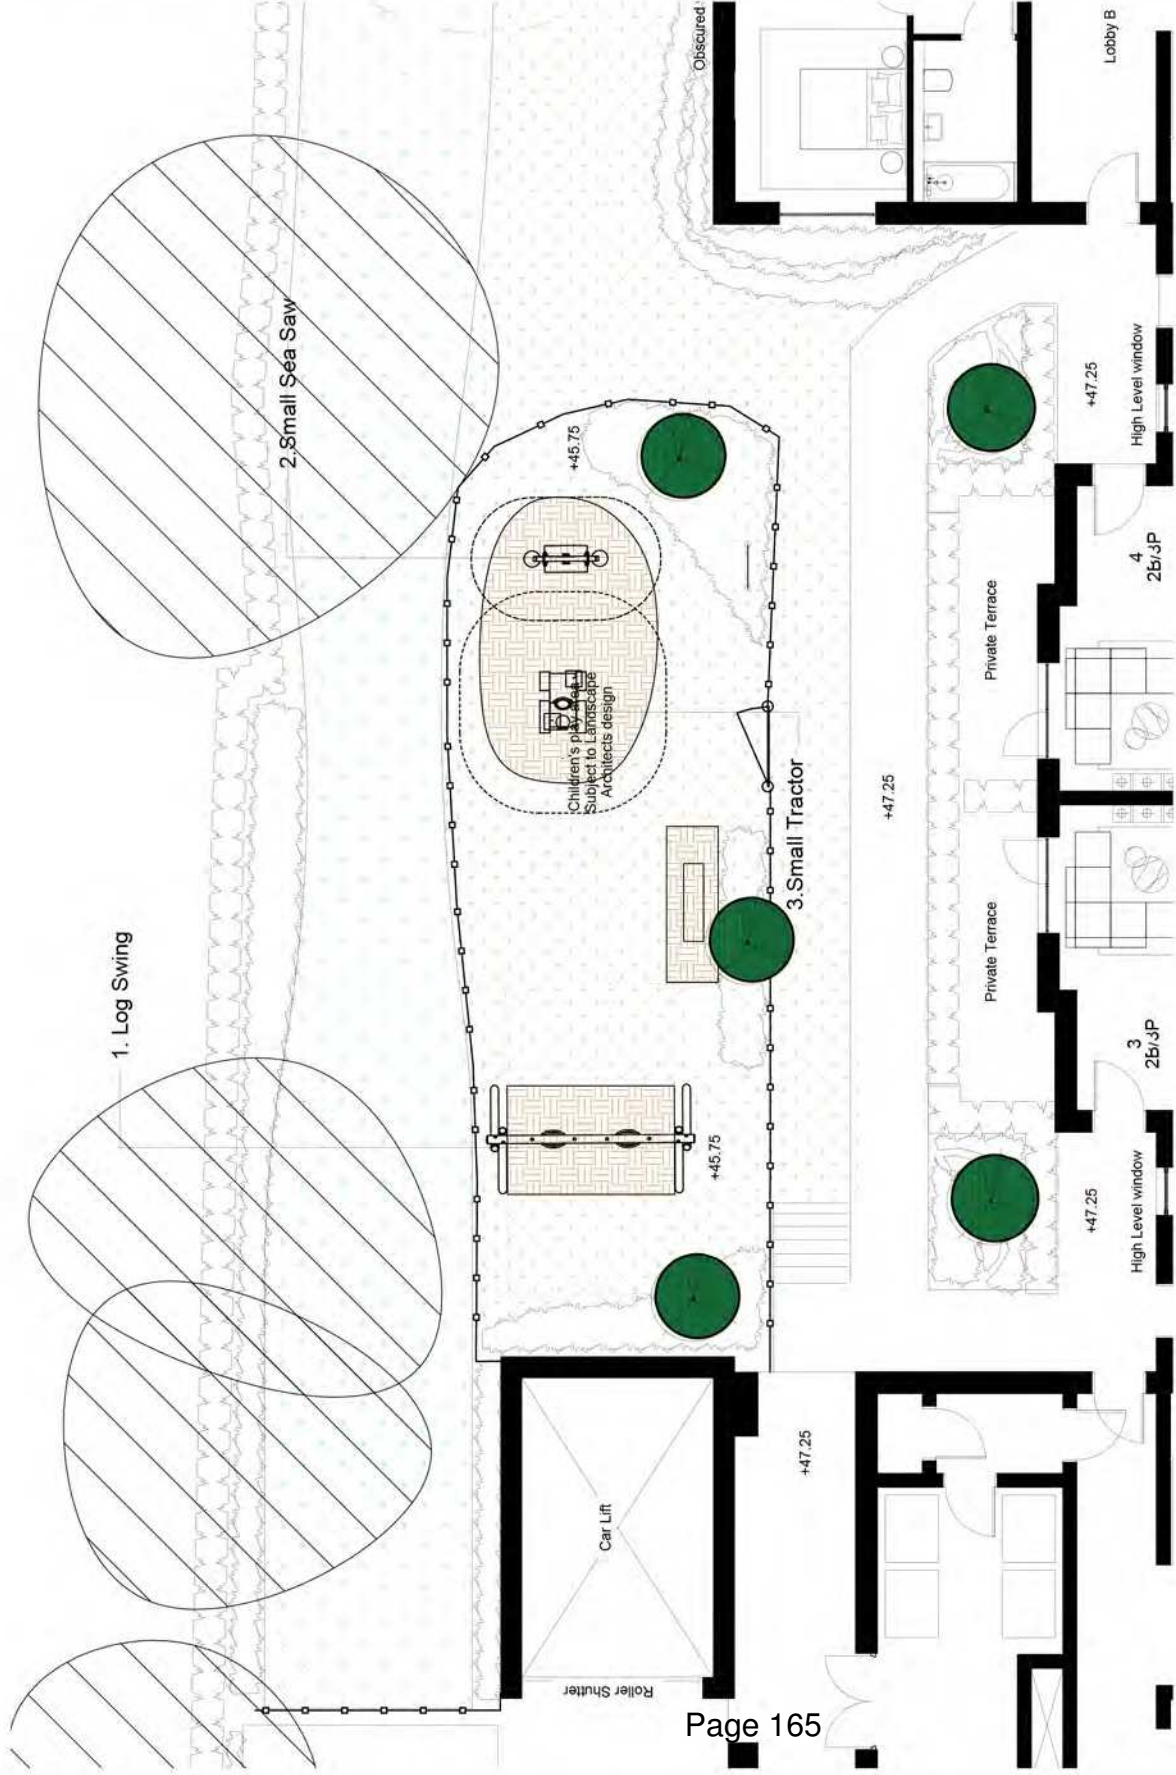 Obscured
Lobby B
2.Small Sea Saw
+45.75
+47.25
High Level window
4
2B/3P
Private Terrace
Children's play area -
Subject to Landscape
Architects design
3.Small Tractor
+47.25
Private Terrace
1. Log Swing
3
2B/3P
+45.75
+47.25
High Level window
+47.25
Car Lift
Roller Shutter
Page 165